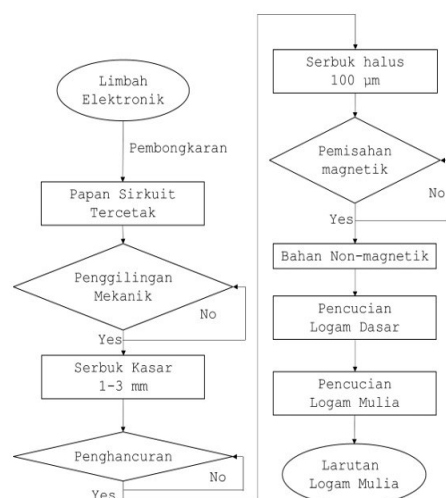 Limbah
Elektronik
Pembongkaran
Papan Sirkuit
Tercetak
Penggilingan
Mekanik
No
Yes
Serbuk Kasar
1-3 mm
Penghancuran
No
Yes
Serbuk halus
100 µm
Pemisahan
magnetik
No
Yes
Bahan Non-magnetik
Pencucian
Logam Dasar
Pencucian
Logam Mulia
Larutan
Logam Mulia